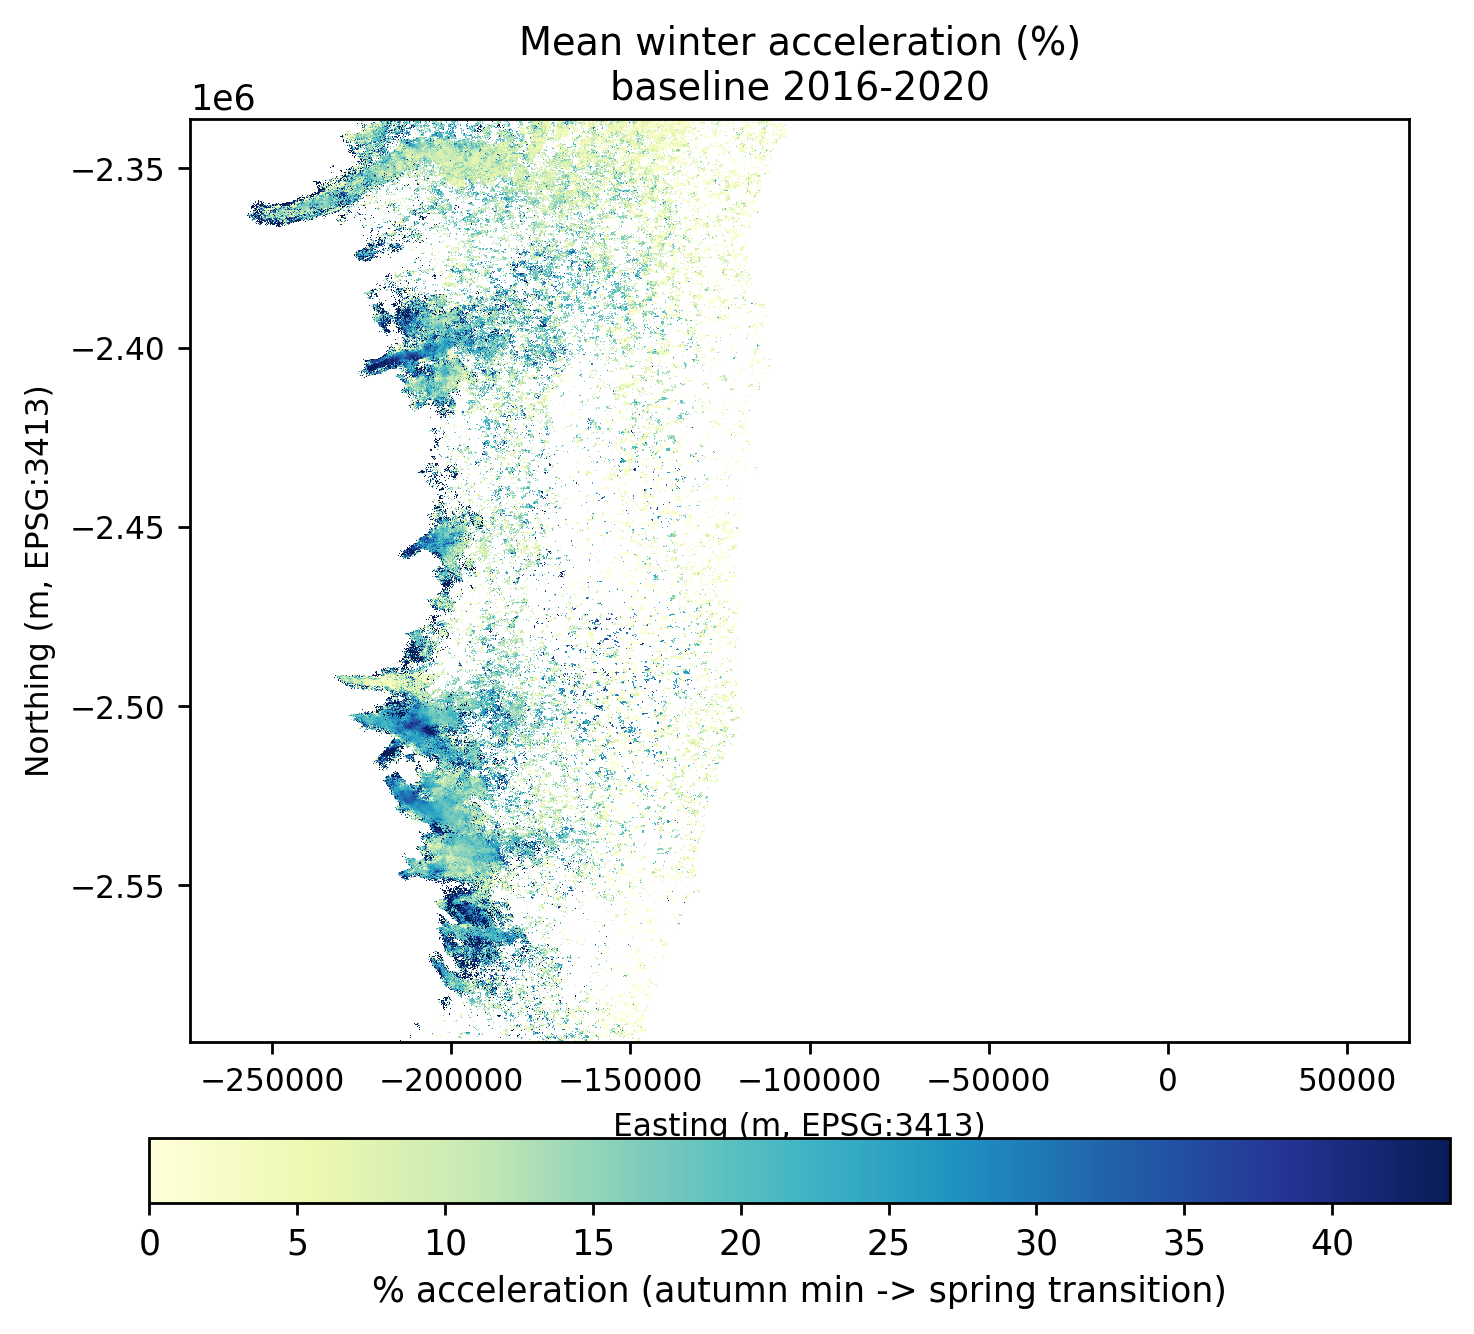 Mean winter acceleration (%)
baseline 2016-2020
1e6
−2.35
−2.40
−2.45
−2.50
−2.55
Northing (m, EPSG:3413)
−250000 −200000 −150000 −100000 −50000 0 50000
Easting (m, EPSG:3413)
0 5 10 15 20 25 30 35 40
% acceleration (autumn min -> spring transition)